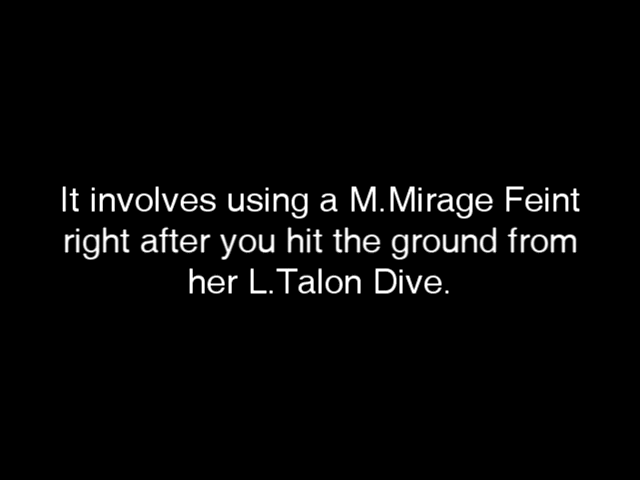 It involves using a M.Mirage Feint
right after you hit the ground from
her L.Talon Dive.